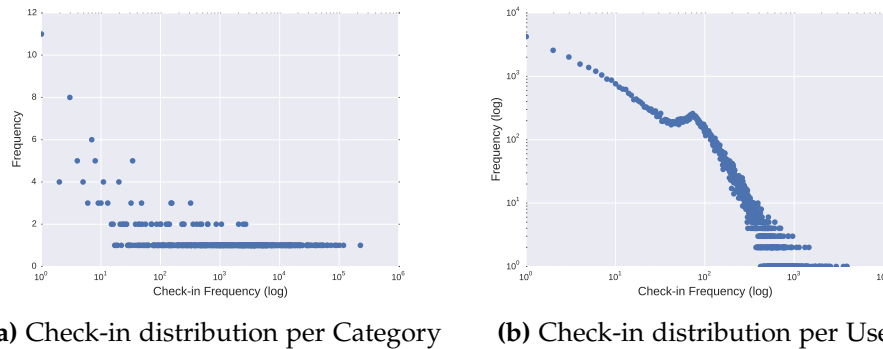 12
10
8
6
4
2
0
Frequency
10^0 10^1 10^2 10^3 10^4 10^5 10^6
Check-in Frequency (log)
10^4
10^3
10^2
10^1
10^0
Frequency (log)
10^0 10^1 10^2 10^3
Check-in Frequency (log)
a) Check-in distribution per Category
(b) Check-in distribution per Use